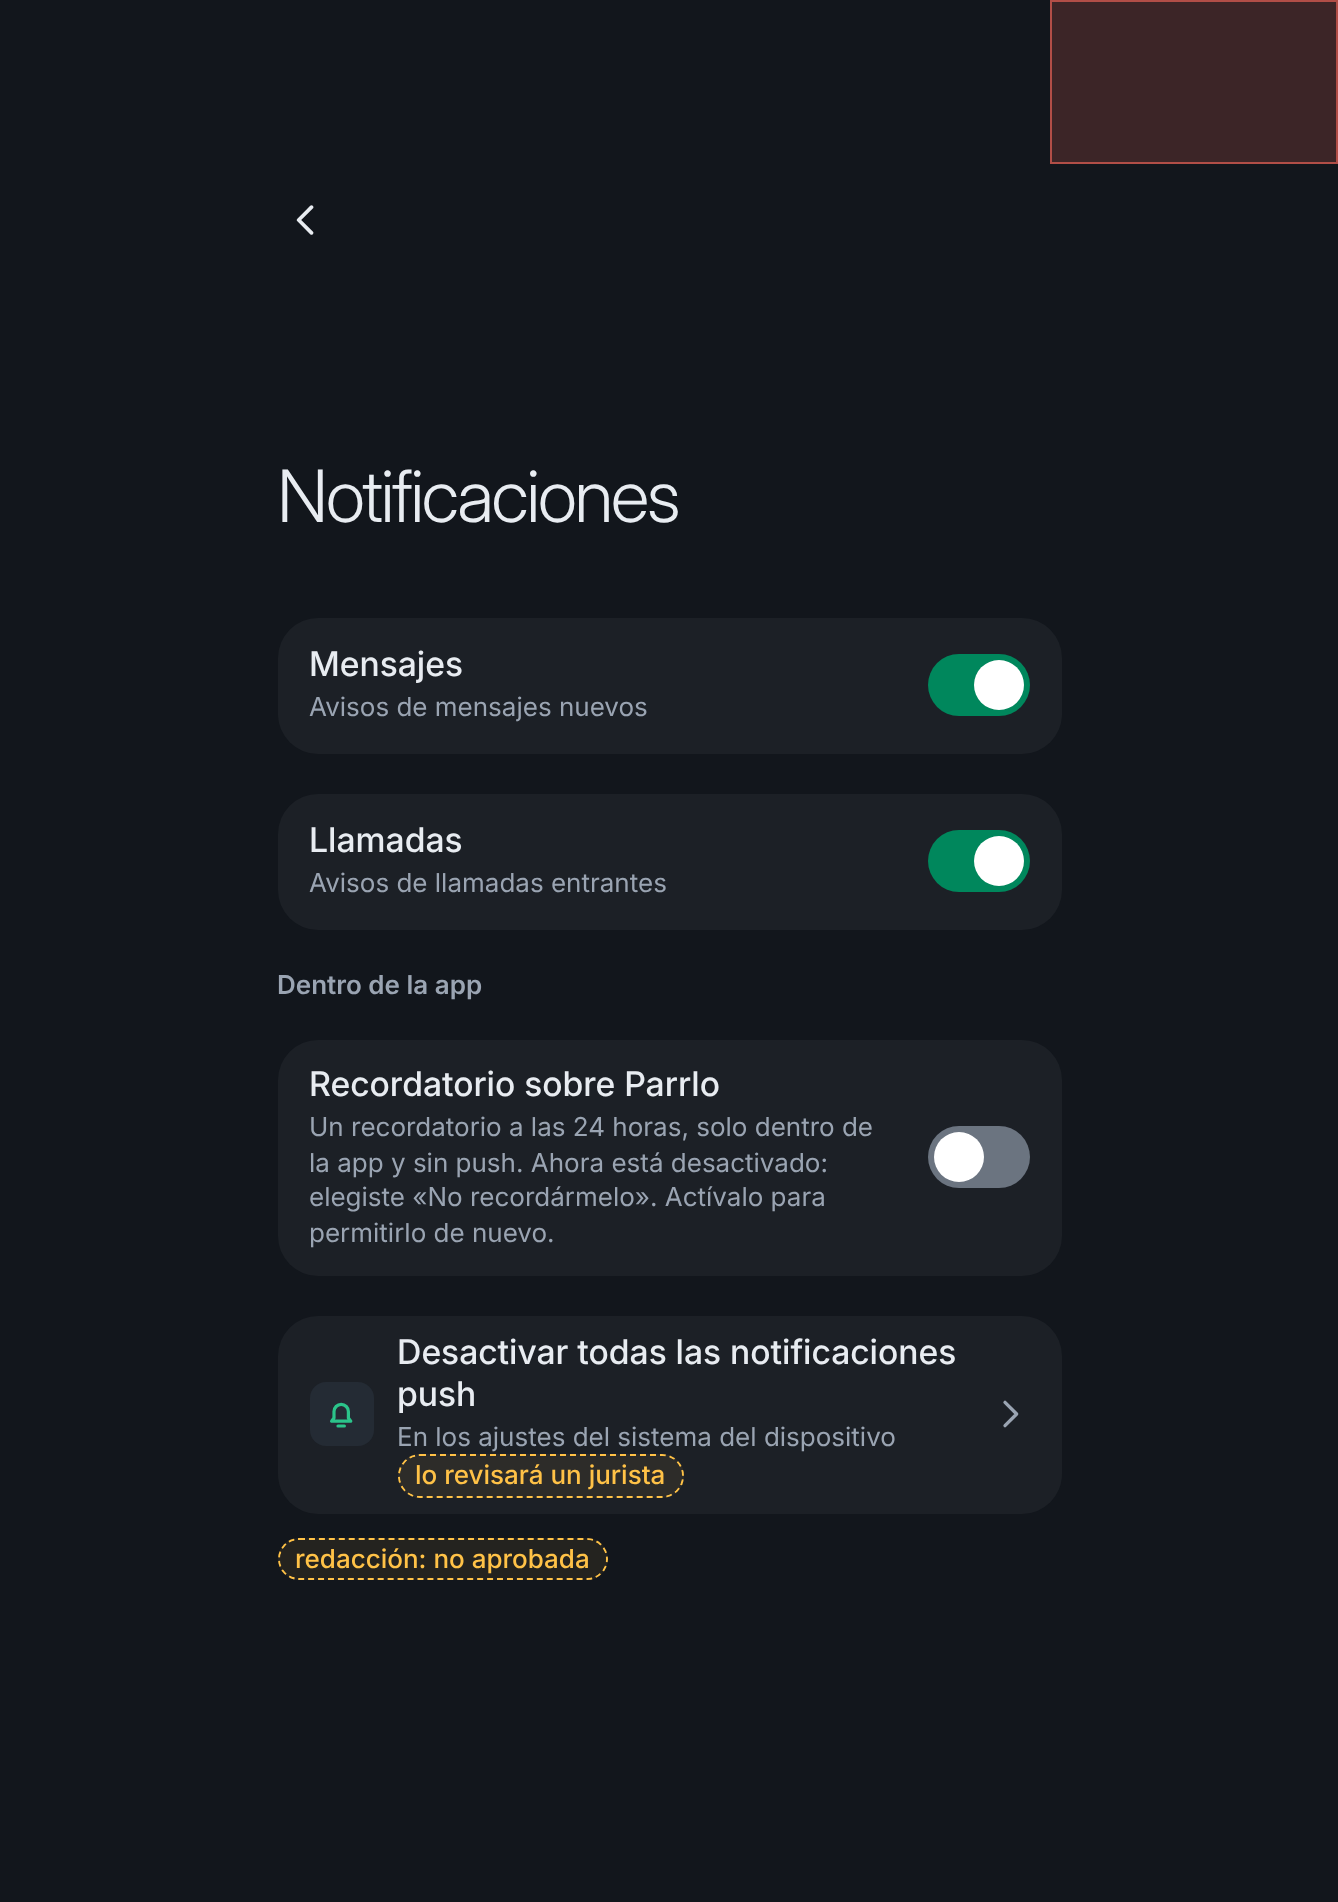 Notificaciones
Mensajes
Avisos de mensajes nuevos
Llamadas
Avisos de llamadas entrantes
Dentro de la app
Recordatorio sobre Parrlo
Un recordatorio a las 24 horas, solo dentro de
la app y sin push. Ahora está desactivado:
elegiste «No recordármelo». Actívalo para
permitirlo de nuevo.
Desactivar todas las notificaciones
push
En los ajustes del sistema del dispositivo
lo revisará un jurista
redacción: no aprobada